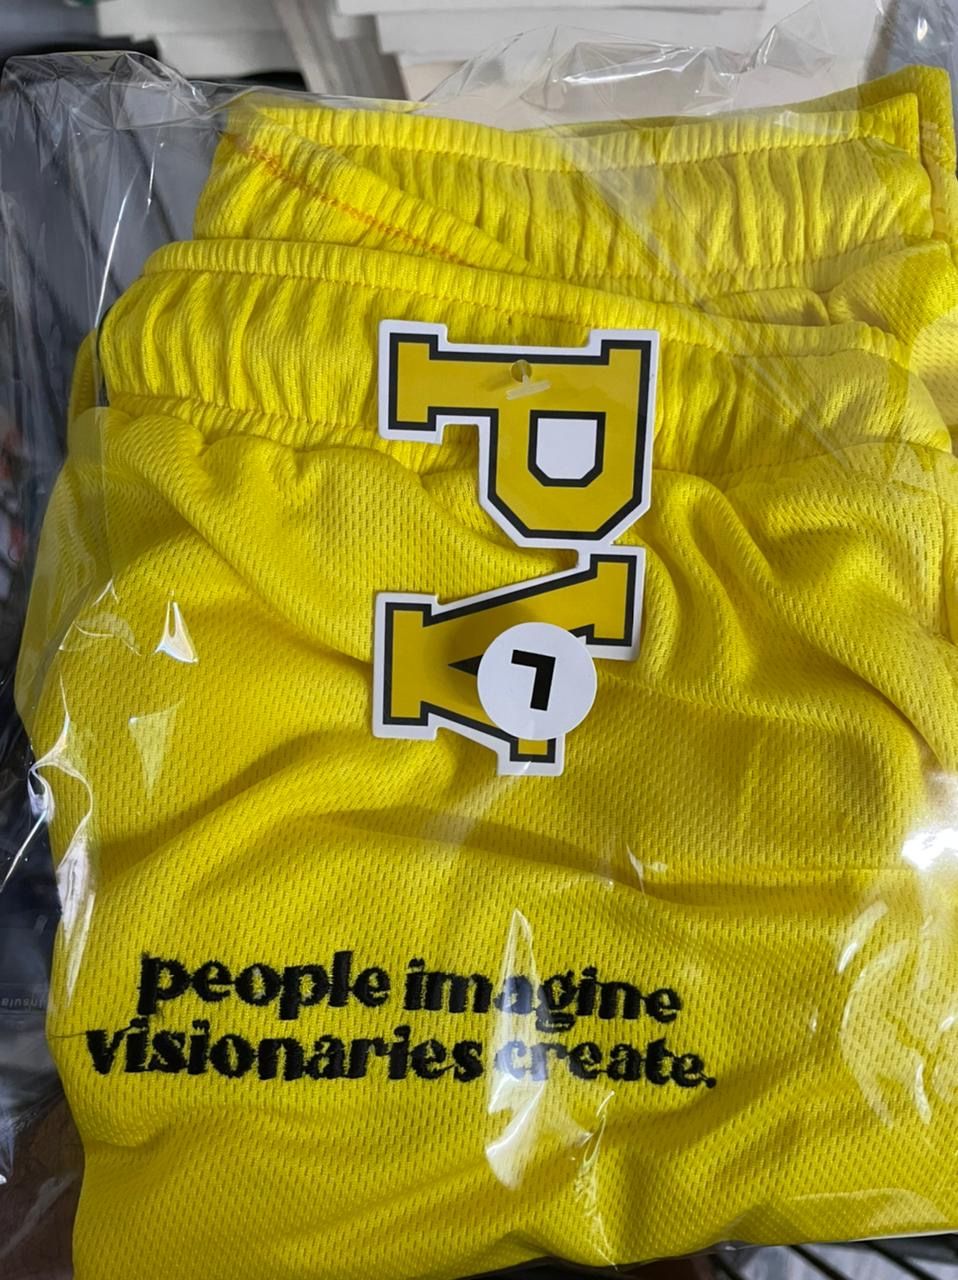 L
people imagine
visionaries create.